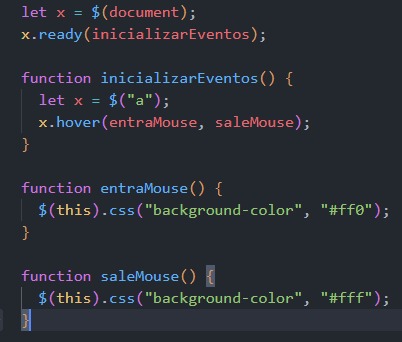 let x = $(document);
x.ready(inicializarEventos);
function inicializarEventos() {
let x = $("a");
x.hover(entraMouse, saleMouse);
}
function entraMouse() {
$(this).css("background-color", "#ff0");
}
function saleMouse() {
$(this).css("background-color", "#fff");
}